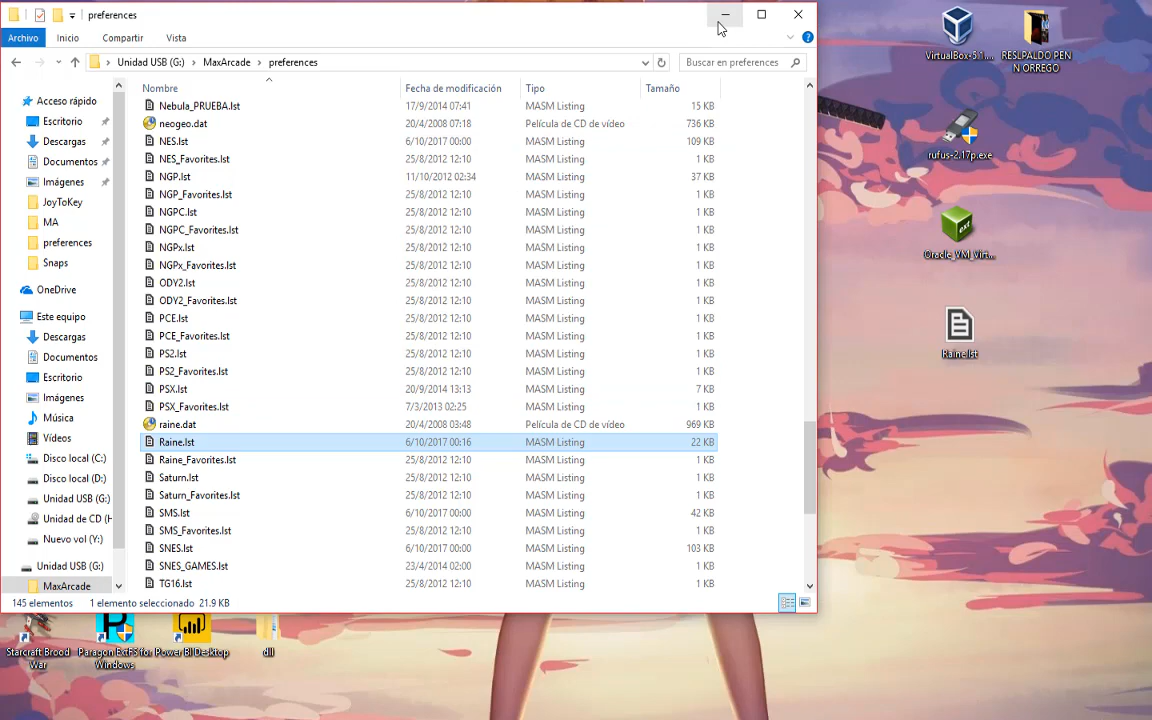 preferences
Archivo Inicio Compartir Vista
Unidad USB (G:) MaxArcade preferences Buscar en preferences
Nombre Fecha de modificación Tipo Tamaño
Nebula_PRUEBA.lst 17/9/2014 07:41 MASM Listing 15 KB
neogeo.dat 20/4/2008 07:18 Película de CD de vídeo 736 KB
NES.lst 6/10/2017 00:00 MASM Listing 109 KB
NES_Favorites.lst 25/8/2012 12:10 MASM Listing 1 KB
NGP.lst 11/10/2012 02:34 MASM Listing 37 KB
NGP_Favorites.lst 25/8/2012 12:10 MASM Listing 1 KB
NGPC.lst 25/8/2012 12:10 MASM Listing 1 KB
NGPC_Favorites.lst 25/8/2012 12:10 MASM Listing 1 KB
NGPx.lst 25/8/2012 12:10 MASM Listing 1 KB
NGPx_Favorites.lst 25/8/2012 12:10 MASM Listing 1 KB
ODY2.lst 25/8/2012 12:10 MASM Listing 1 KB
ODY2_Favorites.lst 25/8/2012 12:10 MASM Listing 1 KB
PCE.lst 25/8/2012 12:10 MASM Listing 1 KB
PCE_Favorites.lst 25/8/2012 12:10 MASM Listing 1 KB
PS2.lst 25/8/2012 12:10 MASM Listing 1 KB
PS2_Favorites.lst 25/8/2012 12:10 MASM Listing 1 KB
PSX.lst 20/9/2014 13:13 MASM Listing 7 KB
PSX_Favorites.lst 7/3/2013 02:25 MASM Listing 1 KB
raine.dat 20/4/2008 03:48 Película de CD de vídeo 969 KB
Raine.lst 6/10/2017 00:16 MASM Listing 22 KB
Raine_Favorites.lst 25/8/2012 12:10 MASM Listing 1 KB
Saturn.lst 25/8/2012 12:10 MASM Listing 1 KB
Saturn_Favorites.lst 25/8/2012 12:10 MASM Listing 1 KB
SMS.lst 6/10/2017 00:00 MASM Listing 42 KB
SMS_Favorites.lst 25/8/2012 12:10 MASM Listing 1 KB
SNES.lst 6/10/2017 00:00 MASM Listing 103 KB
SNES_GAMES.lst 23/4/2014 02:00 MASM Listing 1 KB
TG16.lst 25/8/2012 12:10 MASM Listing 1 KB
Acceso rápido
Escritorio
Descargas
Documentos
Imágenes
JoyToKey
MA
preferences
Snaps
OneDrive
Este equipo
Descargas
Documentos
Escritorio
Imágenes
Música
Vídeos
Disco local (C:)
Disco local (D:)
Unidad USB (G:)
Unidad de CD (H
Nuevo vol (Y:)
Unidad USB (G:)
MaxArcade
145 elementos 1 elemento seleccionado 21.9 KB
VirtualBox-5.1...
RESLPALDO PEN
N ORREGO
rufus-2.17p.exe
ext
Oracle_VM_Virt...
Raine.lst
Starcraft Brood
War
Paragon ExtFS for
Windows
Power BI Desktop
dll